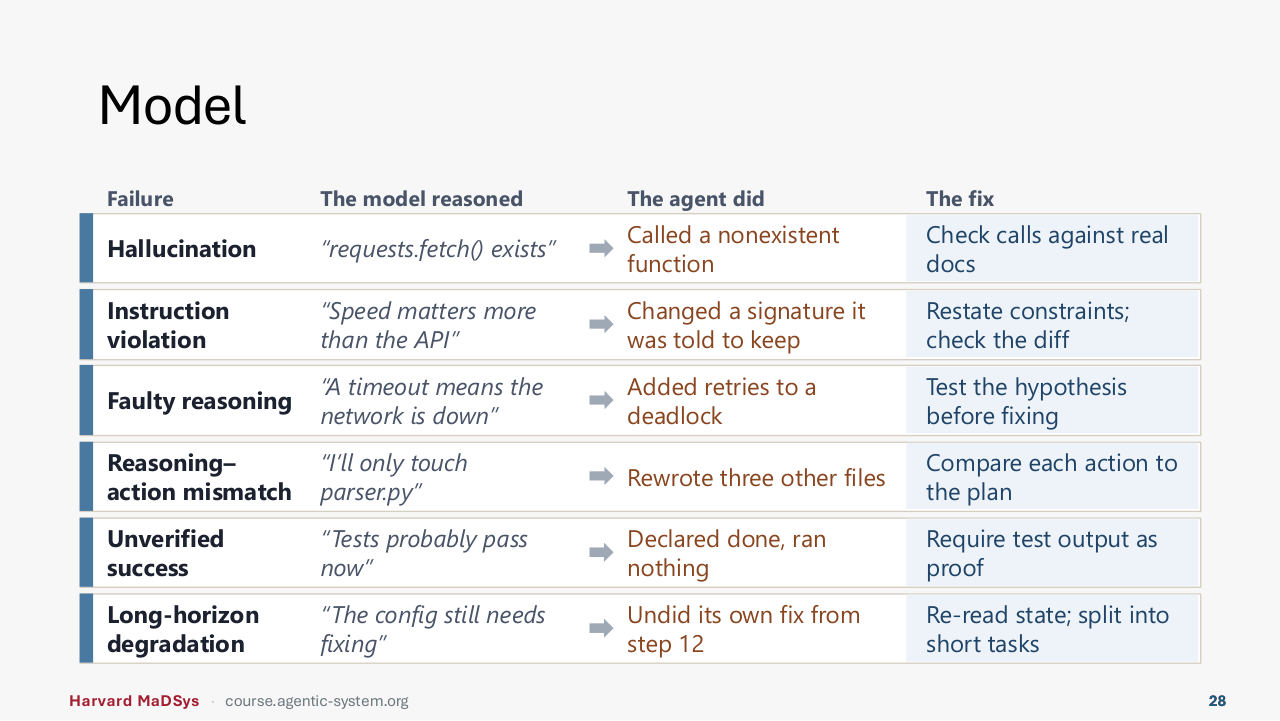 Model
Failure
The model reasoned
The agent did
The fix
Hallucination
“requests.fetch() exists”
Called a nonexistent
function
Check calls against real
docs
Instruction
violation
“Speed matters more
than the API”
Changed a signature it
was told to keep
Restate constraints;
check the diff
Faulty reasoning
“A timeout means the
network is down”
Added retries to a
deadlock
Test the hypothesis
before fixing
Reasoning–
action mismatch
“I’ll only touch
parser.py”
Rewrote three other files
Compare each action to
the plan
Unverified
success
“Tests probably pass
now”
Declared done, ran
nothing
Require test output as
proof
Long-horizon
degradation
“The config still needs
fixing”
Undid its own fix from
step 12
Re-read state; split into
short tasks
Harvard MaDSys · course.agentic-system.org
28